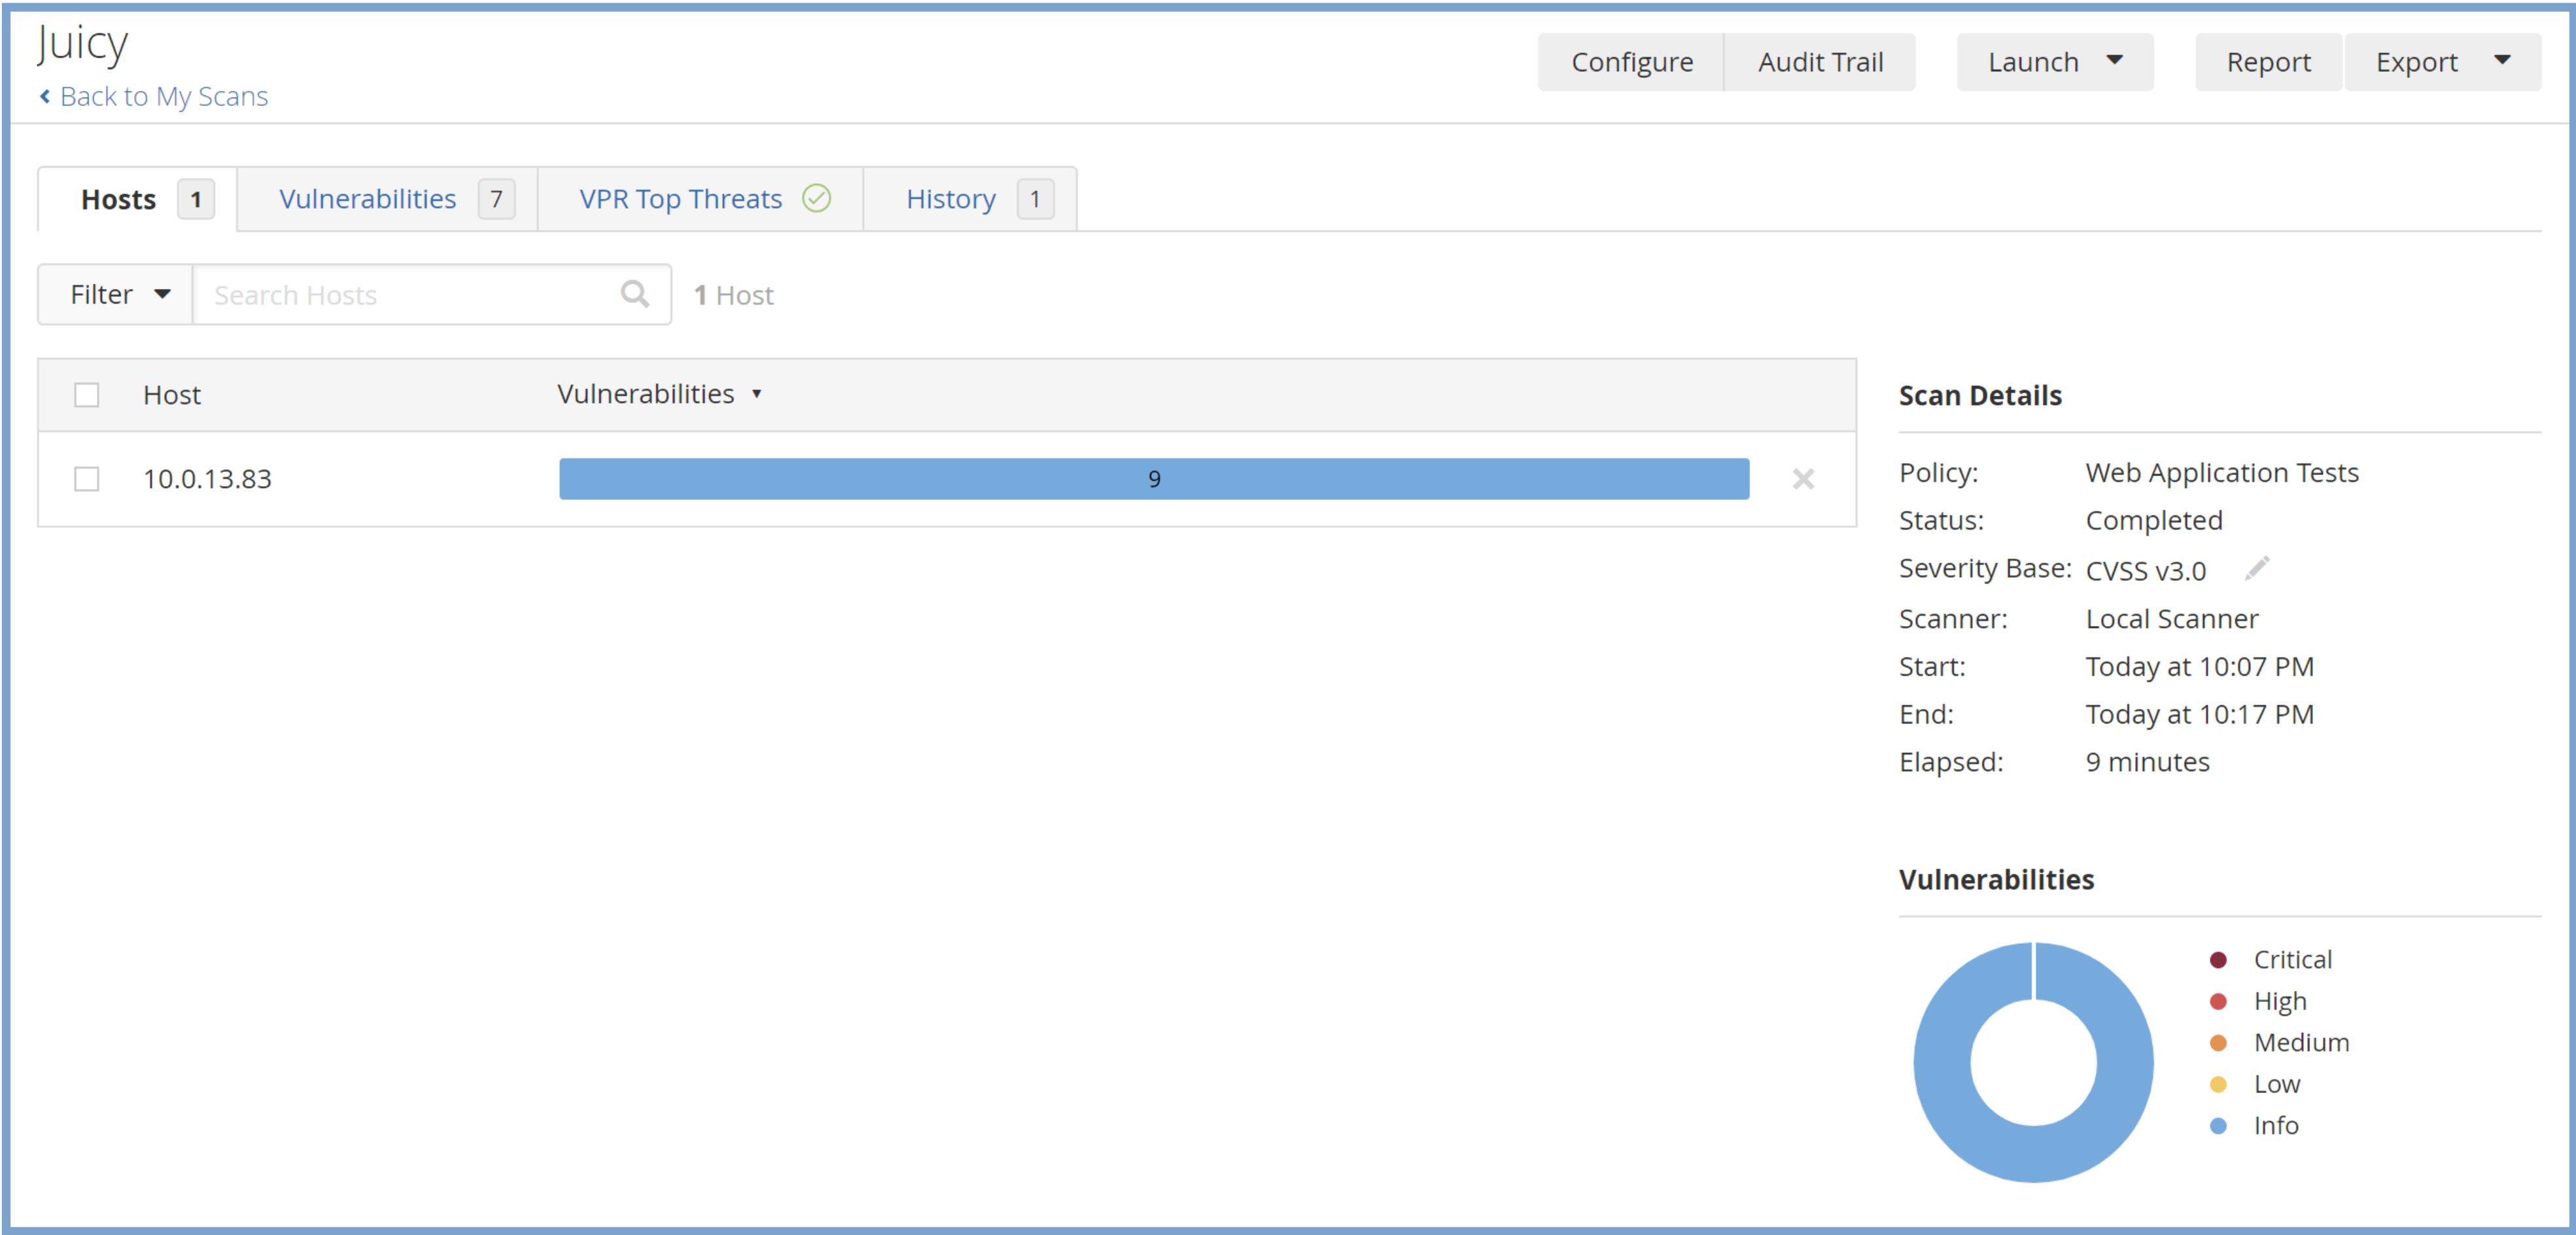 Juicy
Back to My Scans
Configure Audit Trail Launch Report Export
Hosts 1 Vulnerabilities 7 VPR Top Threats History 1
Filter Search Hosts 1 Host
Host Vulnerabilities
10.0.13.83 9
Scan Details
Policy: Web Application Tests
Status: Completed
Severity Base: CVSS v3.0
Scanner: Local Scanner
Start: Today at 10:07 PM
End: Today at 10:17 PM
Elapsed: 9 minutes
Vulnerabilities
Critical
High
Medium
Low
Info